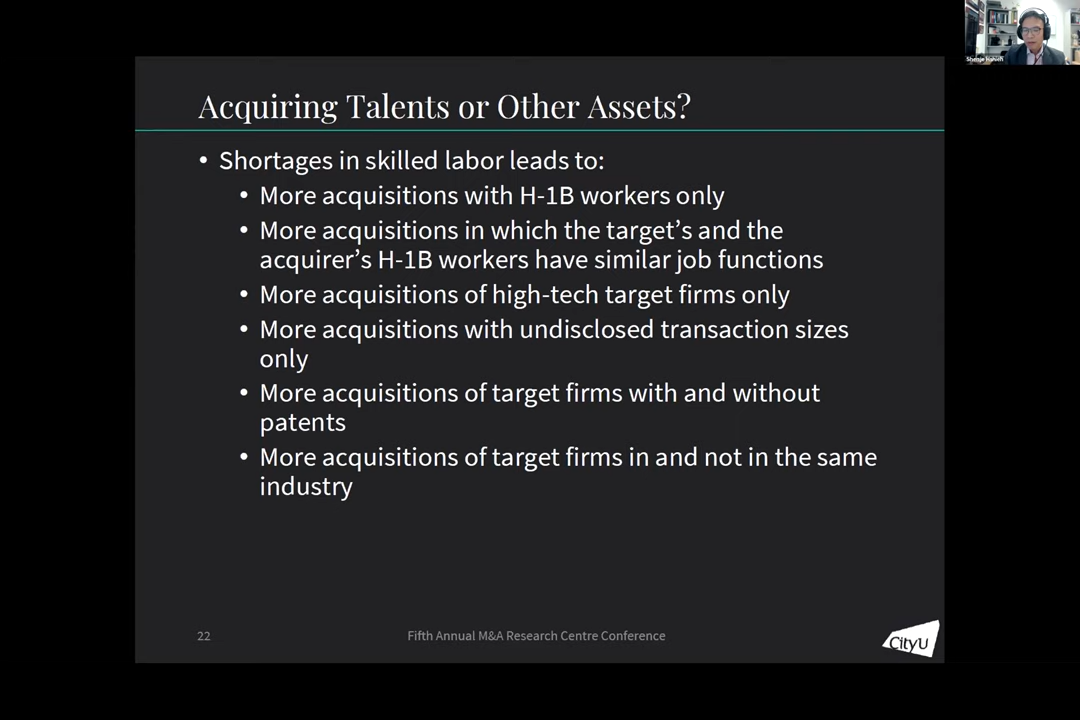 Acquiring Talents or Other Assets?
• Shortages in skilled labor leads to:
• More acquisitions with H-1B workers only
• More acquisitions in which the target’s and the
acquirer’s H-1B workers have similar job functions
• More acquisitions of high-tech target firms only
• More acquisitions with undisclosed transaction sizes
only
• More acquisitions of target firms with and without
patents
• More acquisitions of target firms in and not in the same
industry
22
Fifth Annual M&A Research Centre Conference
CityU